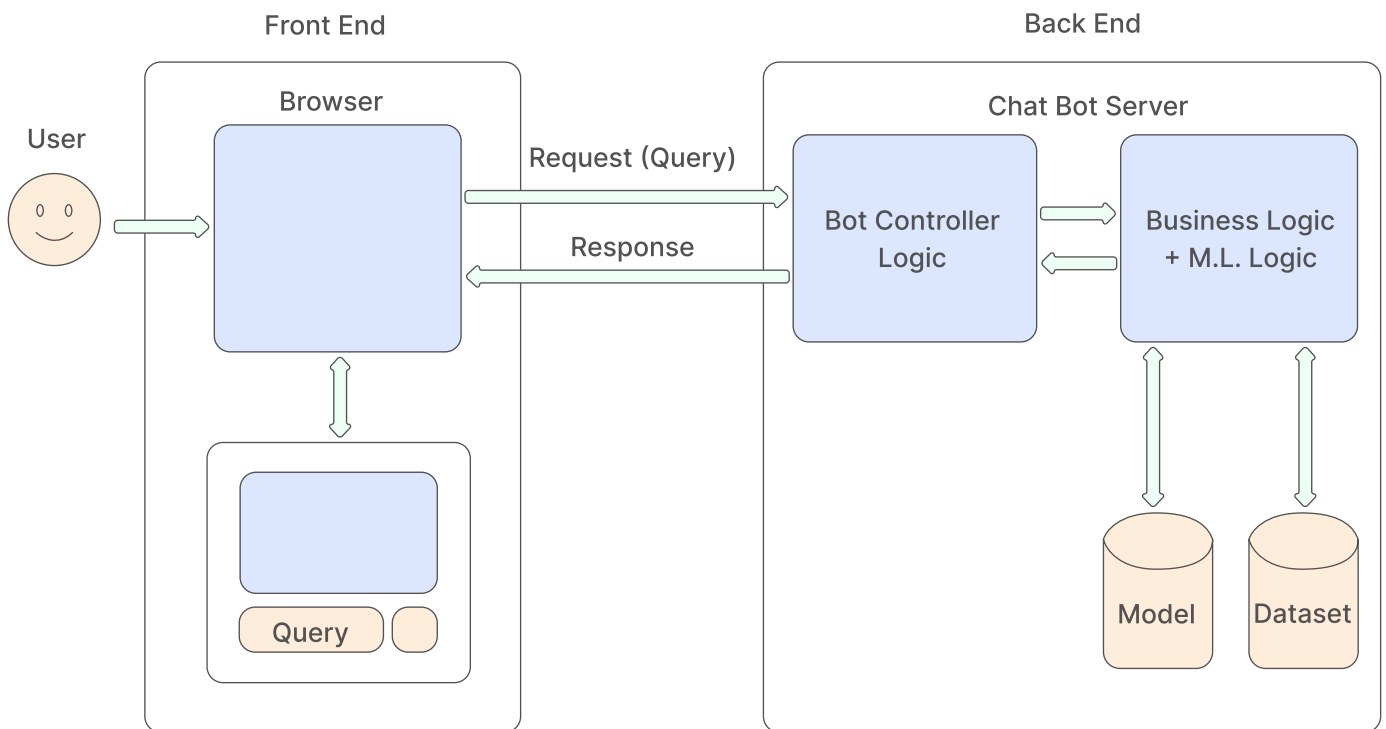 Front End
Back End
Browser
Chat Bot Server
User
Request (Query)
Response
Bot Controller
Logic
Business Logic
+ M.L. Logic
Query
Model
Dataset